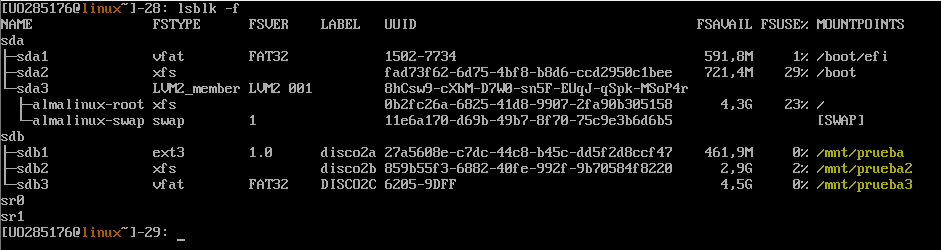 [UO285176@linux~]-28: lsblk -f
NAME FSTYPE FSVER LABEL UUID FSAVAIL FSUSE% MOUNTPOINTS
sda
├─sda1 vfat FAT32 1502-7734 591,8M 1% /boot/efi
├─sda2 xfs fad73f62-6d75-4bf8-b8d6-ccd2950c1bee 721,4M 29% /boot
└─sda3 LVM2_member LVM2 001 8hCsw9-cXbM-D7W0-sn5F-EUqJ-qSpk-MSoP4r
├─almalinux-root xfs 0b2fc26a-6825-41d8-9907-2fa90b305158 4,3G 23% /
└─almalinux-swap swap 1 11e6a170-d69b-49b7-8f70-75c9e3b6d6b5 [SWAP]
sdb
├─sdb1 ext3 1.0 disco2a 27a5608e-c7dc-44c8-b45c-dd5f2d8ccf47 461,9M 0% /mnt/prueba
├─sdb2 xfs disco2b 859b55f3-6882-40fe-992f-9b70584f8220 2,9G 2% /mnt/prueba2
└─sdb3 vfat FAT32 DISCO2C 6205-9DFF 4,5G 0% /mnt/prueba3
sr0
sr1
[UO285176@linux~]-29: _